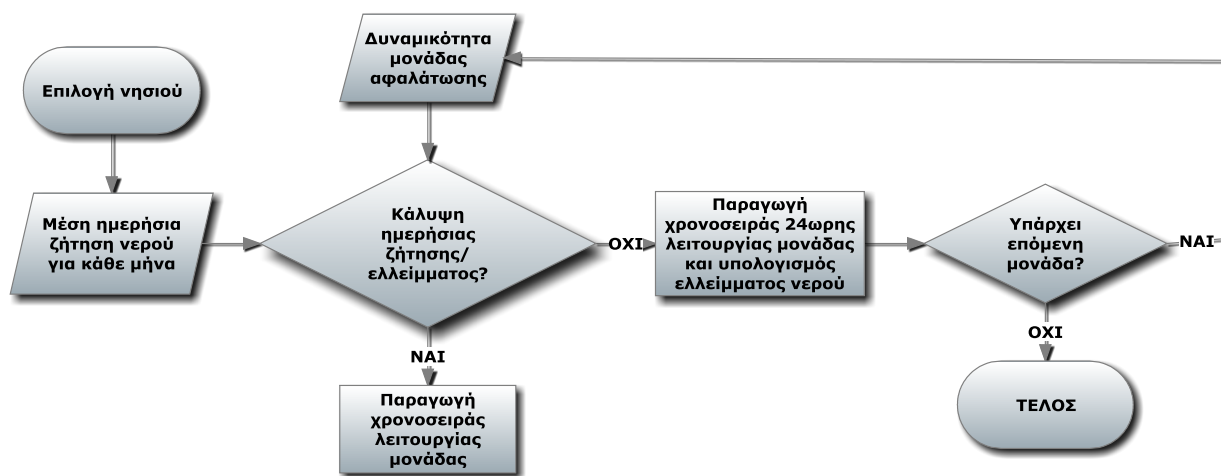 Επιλογή νησιού
Μέση ημερήσια
ζήτηση νερού
για κάθε μήνα
Δυναμικότητα
μονάδας
αφαλάτωσης
Κάλυψη
ημερήσιας
ζήτησης/
ελλείμματος?
ΝΑΙ
Παραγωγή
χρονοσειράς
λειτουργίας
μονάδας
ΟΧΙ
Παραγωγή
χρονοσειράς 24ωρης
λειτουργίας μονάδας
και υπολογισμός
ελλείμματος νερού
Υπάρχει
επόμενη
μονάδα?
ΝΑΙ
ΟΧΙ
ΤΕΛΟΣ